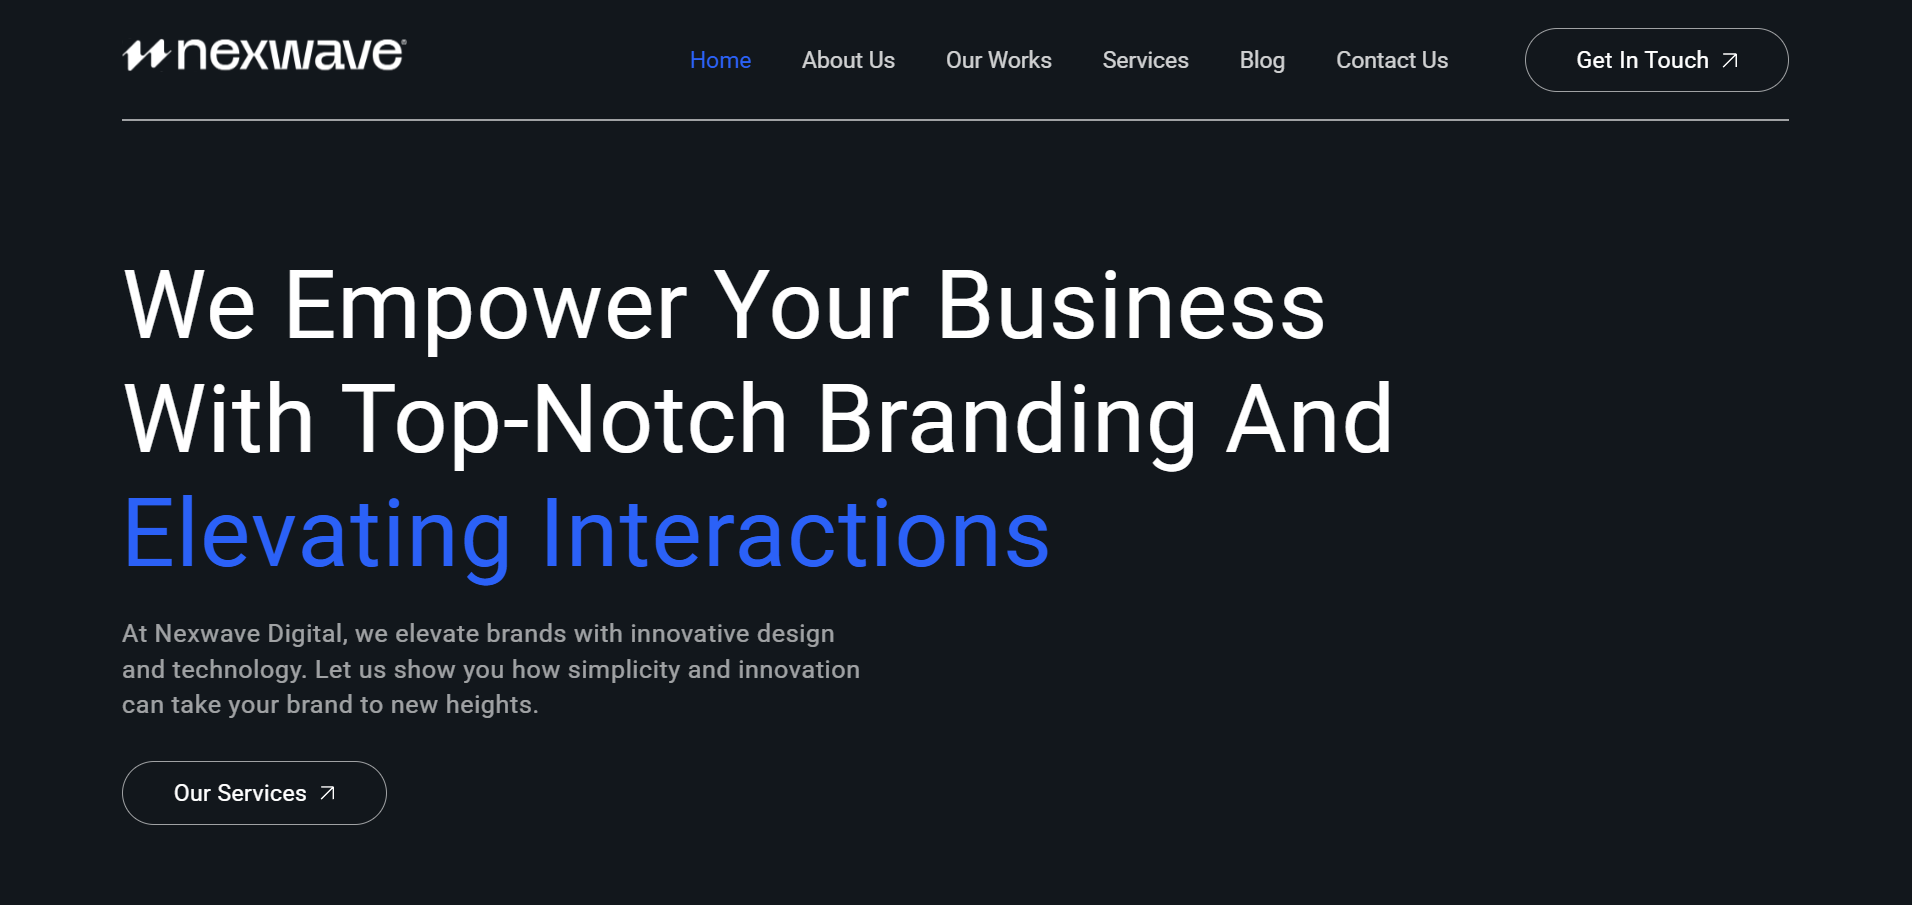 nexwave®
Home About Us Our Works Services Blog Contact Us Get In Touch
We Empower Your Business
With Top-Notch Branding And
Elevating Interactions
At Nexwave Digital, we elevate brands with innovative design
and technology. Let us show you how simplicity and innovation
can take your brand to new heights.
Our Services